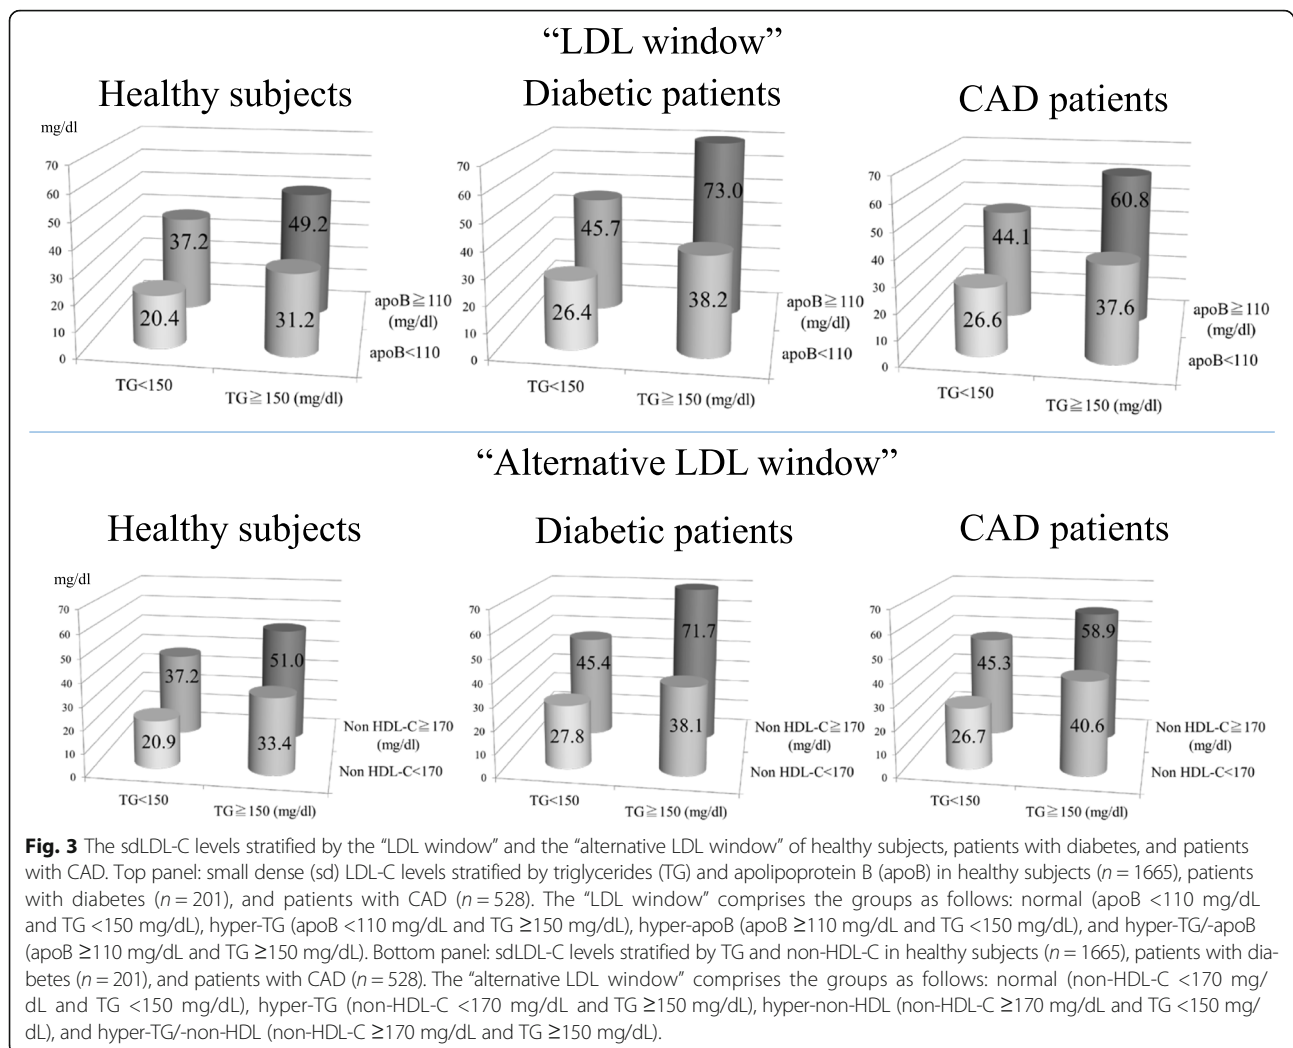 “LDL window”
Healthy subjects
Diabetic patients
CAD patients
mg/dl
70
60
50
40
30
20
10
0
37.2
49.2
20.4
31.2
apoB≧110
(mg/dl)
apoB<110
TG<150
TG≧150 (mg/dl)
70
60
50
40
30
20
10
0
45.7
73.0
26.4
38.2
apoB≧110
(mg/dl)
apoB<110
TG<150
TG≧150 (mg/dl)
70
60
50
40
30
20
10
0
44.1
60.8
26.6
37.6
apoB≧110
(mg/dl)
apoB<110
TG<150
TG≧150 (mg/dl)
“Alternative LDL window”
Healthy subjects
Diabetic patients
CAD patients
mg/dl
70
60
50
40
30
20
10
0
37.2
51.0
20.9
33.4
Non HDL-C≧170
(mg/dl)
Non HDL-C<170
TG<150
TG≧150 (mg/dl)
70
60
50
40
30
20
10
0
45.4
71.7
27.8
38.1
Non HDL-C≧170
(mg/dl)
Non HDL-C<170
TG<150
TG≧150 (mg/dl)
70
60
50
40
30
20
10
0
45.3
58.9
26.7
40.6
Non HDL-C≧170
(mg/dl)
Non HDL-C<170
TG<150
TG≧150 (mg/dl)
Fig. 3 The sdLDL-C levels stratified by the “LDL window” and the “alternative LDL window” of healthy subjects, patients with diabetes, and patients
with CAD. Top panel: small dense (sd) LDL-C levels stratified by triglycerides (TG) and apolipoprotein B (apoB) in healthy subjects (n = 1665), patients
with diabetes (n = 201), and patients with CAD (n = 528). The “LDL window” comprises the groups as follows: normal (apoB <110 mg/dL
and TG <150 mg/dL), hyper-TG (apoB <110 mg/dL and TG ≥150 mg/dL), hyper-apoB (apoB ≥110 mg/dL and TG <150 mg/dL), and hyper-TG/-apoB
(apoB ≥110 mg/dL and TG ≥150 mg/dL). Bottom panel: sdLDL-C levels stratified by TG and non-HDL-C in healthy subjects (n = 1665), patients with dia-
betes (n = 201), and patients with CAD (n = 528). The “alternative LDL window” comprises the groups as follows: normal (non-HDL-C <170 mg/
dL and TG <150 mg/dL), hyper-TG (non-HDL-C <170 mg/dL and TG ≥150 mg/dL), hyper-non-HDL (non-HDL-C ≥170 mg/dL and TG <150 mg/
dL), and hyper-TG/-non-HDL (non-HDL-C ≥170 mg/dL and TG ≥150 mg/dL).